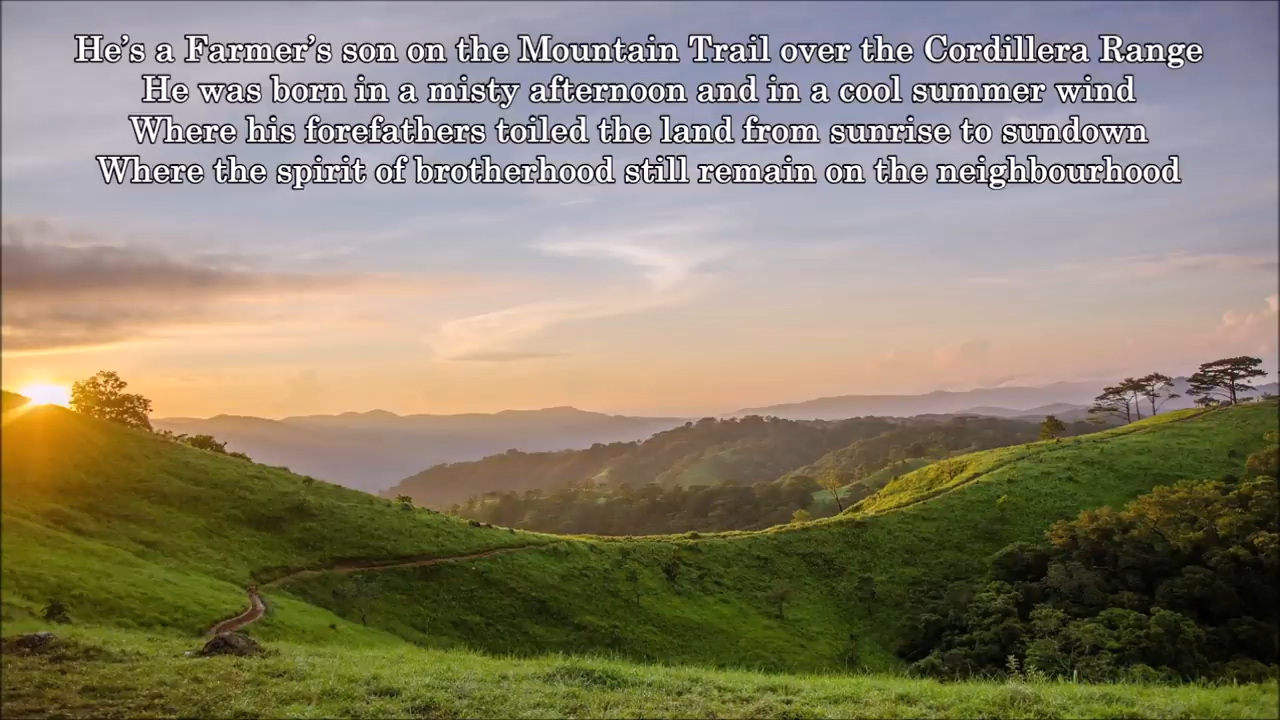 He’s a Farmer’s son on the Mountain Trail over the Cordillera Range
He was born in a misty afternoon and in a cool summer wind
Where his forefathers toiled the land from sunrise to sundown
Where the spirit of brotherhood still remain on the neighbourhood